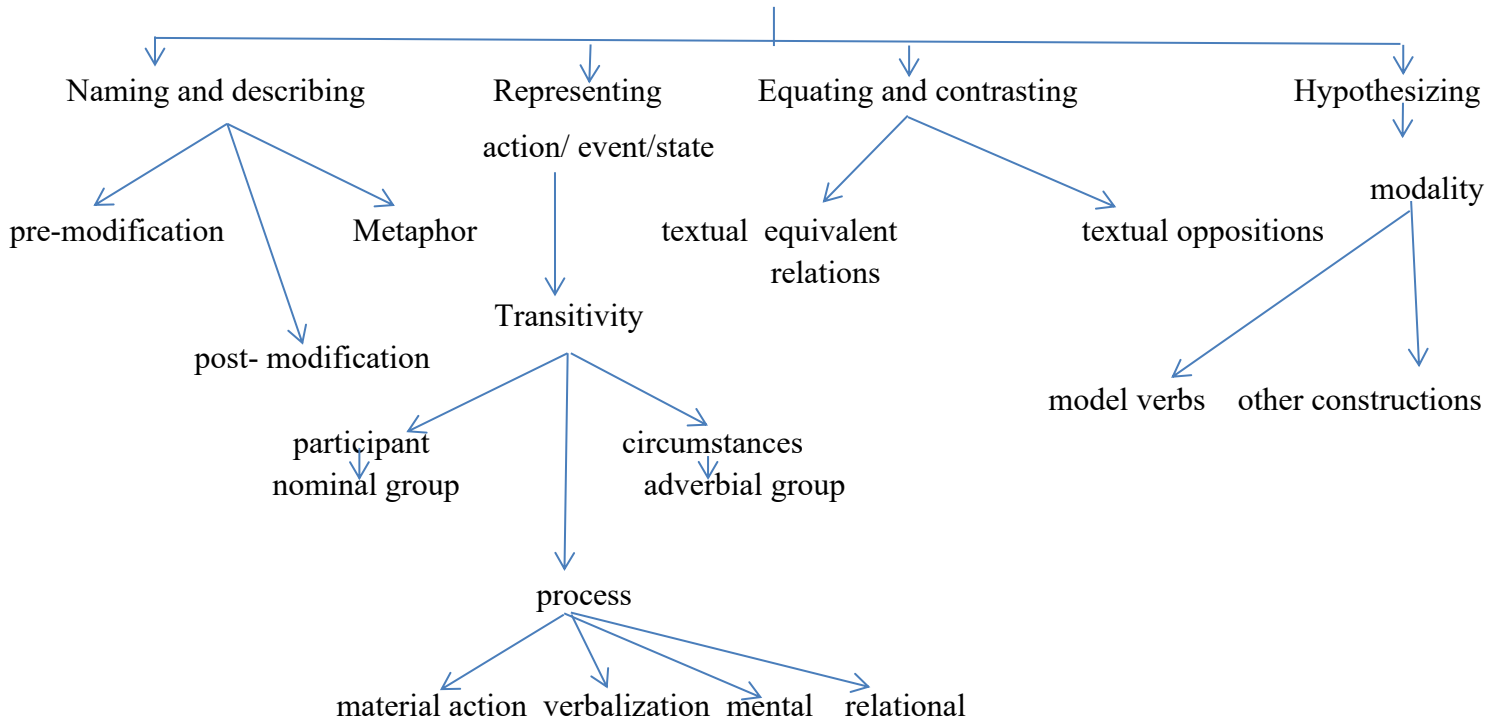 Naming and describing
Representing
Equating and contrasting
Hypothesizing
action/ event/state
modality
pre-modification
Metaphor
textual equivalent
relations
textual oppositions
Transitivity
post- modification
model verbs
other constructions
participant
nominal group
circumstances
adverbial group
process
material action
verbalization
mental
relational